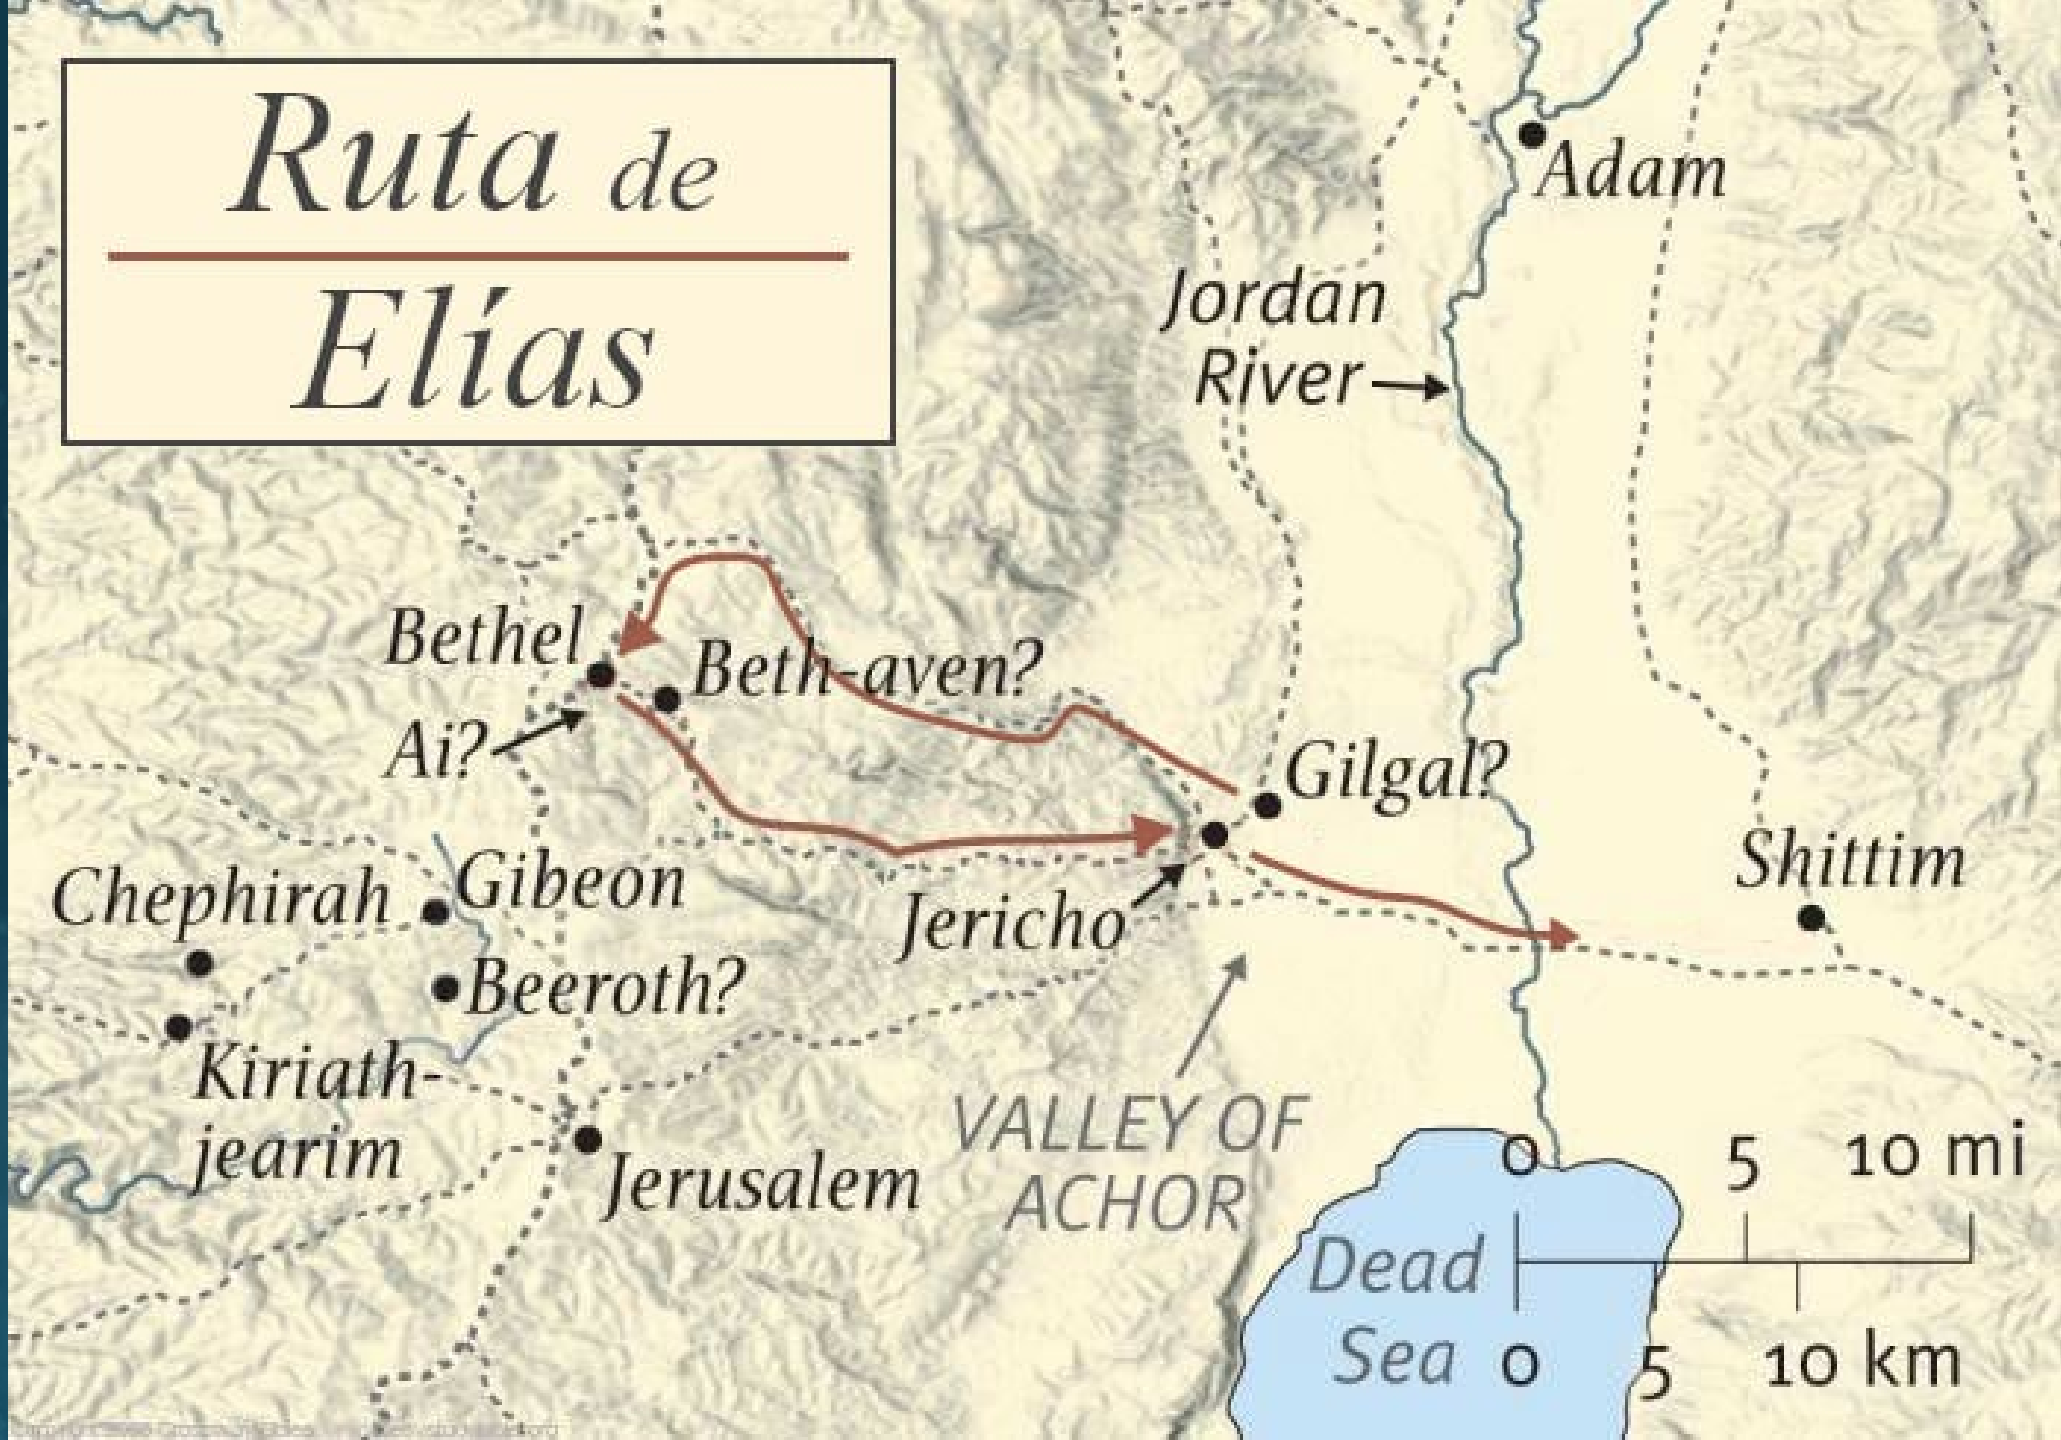 Ruta de
Elías
Adam
Jordan
River
Bethel
Beth-aven?
Ai?
Gilgal?
Shittim
Chephirah
Gibeon
Jericho
Beeroth?
Kiriath-
jearim
VALLEY OF
ACHOR
Jerusalem
0 5 10 mi
Dead
Sea
0 5 10 km